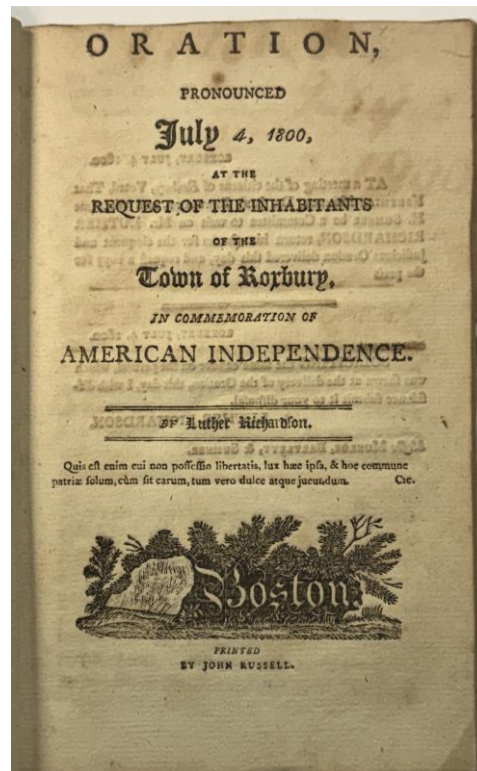 ORATION,
PRONOUNCED
July 4, 1800,
AT THE
REQUEST OF THE INHABITANTS
OF THE
Town of Roxbury,
IN COMMEMORATION OF
AMERICAN INDEPENDENCE.
BY Luther Richardson.
Quis eſt enim cui non poſſeſſio libertatis, lux hæc ipſa, & hoc commune
patriæ ſolum, cùm ſit carum, tum vero dulce atque jucundum. Cic.
Boston.
PRINTED
BY JOHN RUSSELL.